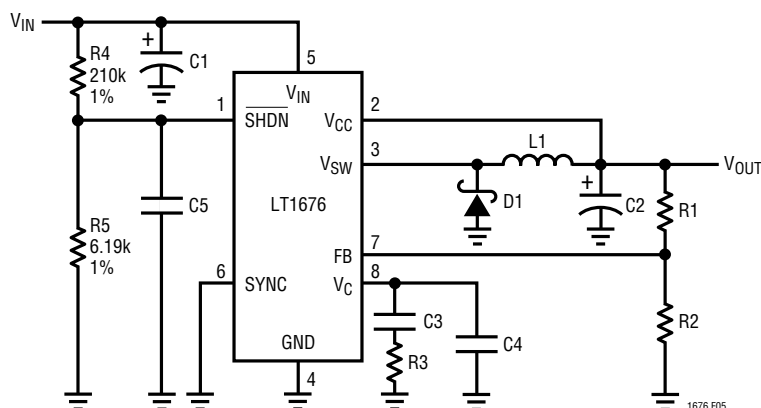 VIN
R4
210k
1%
+
C1
5
VIN
1
SHDN
2
VCC
3
VSW
L1
VOUT
+
C2
D1
R1
R5
6.19k
1%
C5
LT1676
7
FB
6
SYNC
8
VC
C3
C4
R2
R3
GND
4
1676 F05